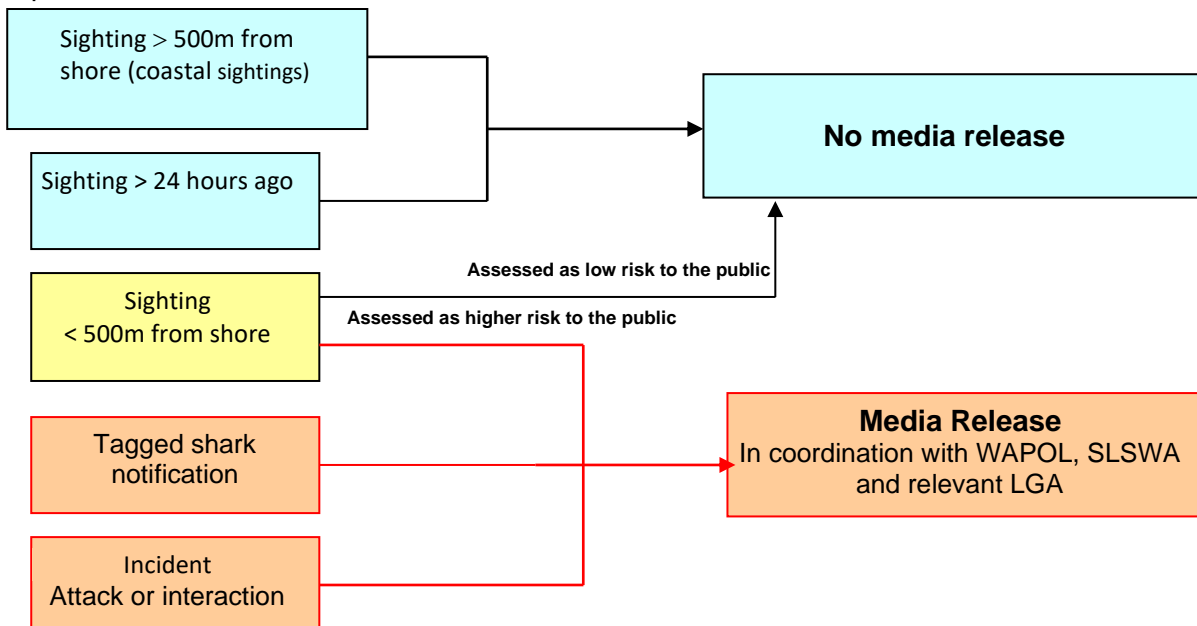 Sighting > 500m from
shore (coastal sightings)
No media release
Sighting > 24 hours ago
Assessed as low risk to the public
Sighting
< 500m from shore
Assessed as higher risk to the public
Tagged shark
notification
Media Release
In coordination with WAPOL, SLSWA
and relevant LGA
Incident
Attack or interaction